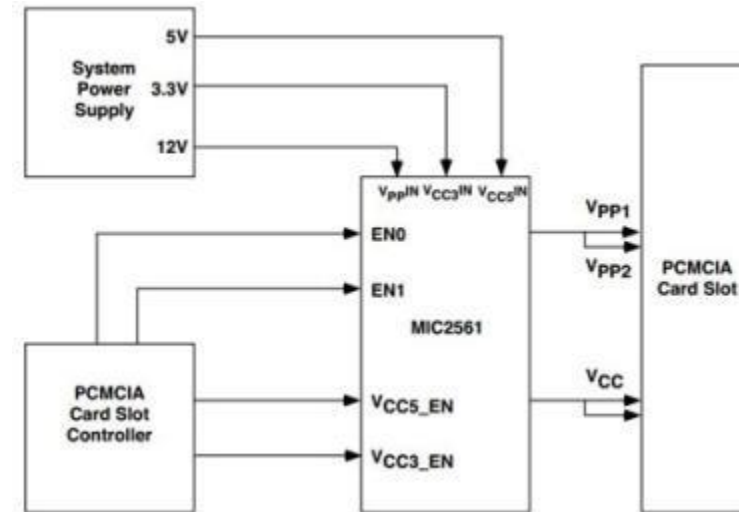 5V
System
Power
Supply
3.3V
12V
VPPIN VCC3IN VCC5IN
EN0
EN1
MIC2561
VCC5_EN
VCC3_EN
PCMCIA
Card Slot
Controller
VPP1
VPP2
VCC
PCMCIA
Card Slot